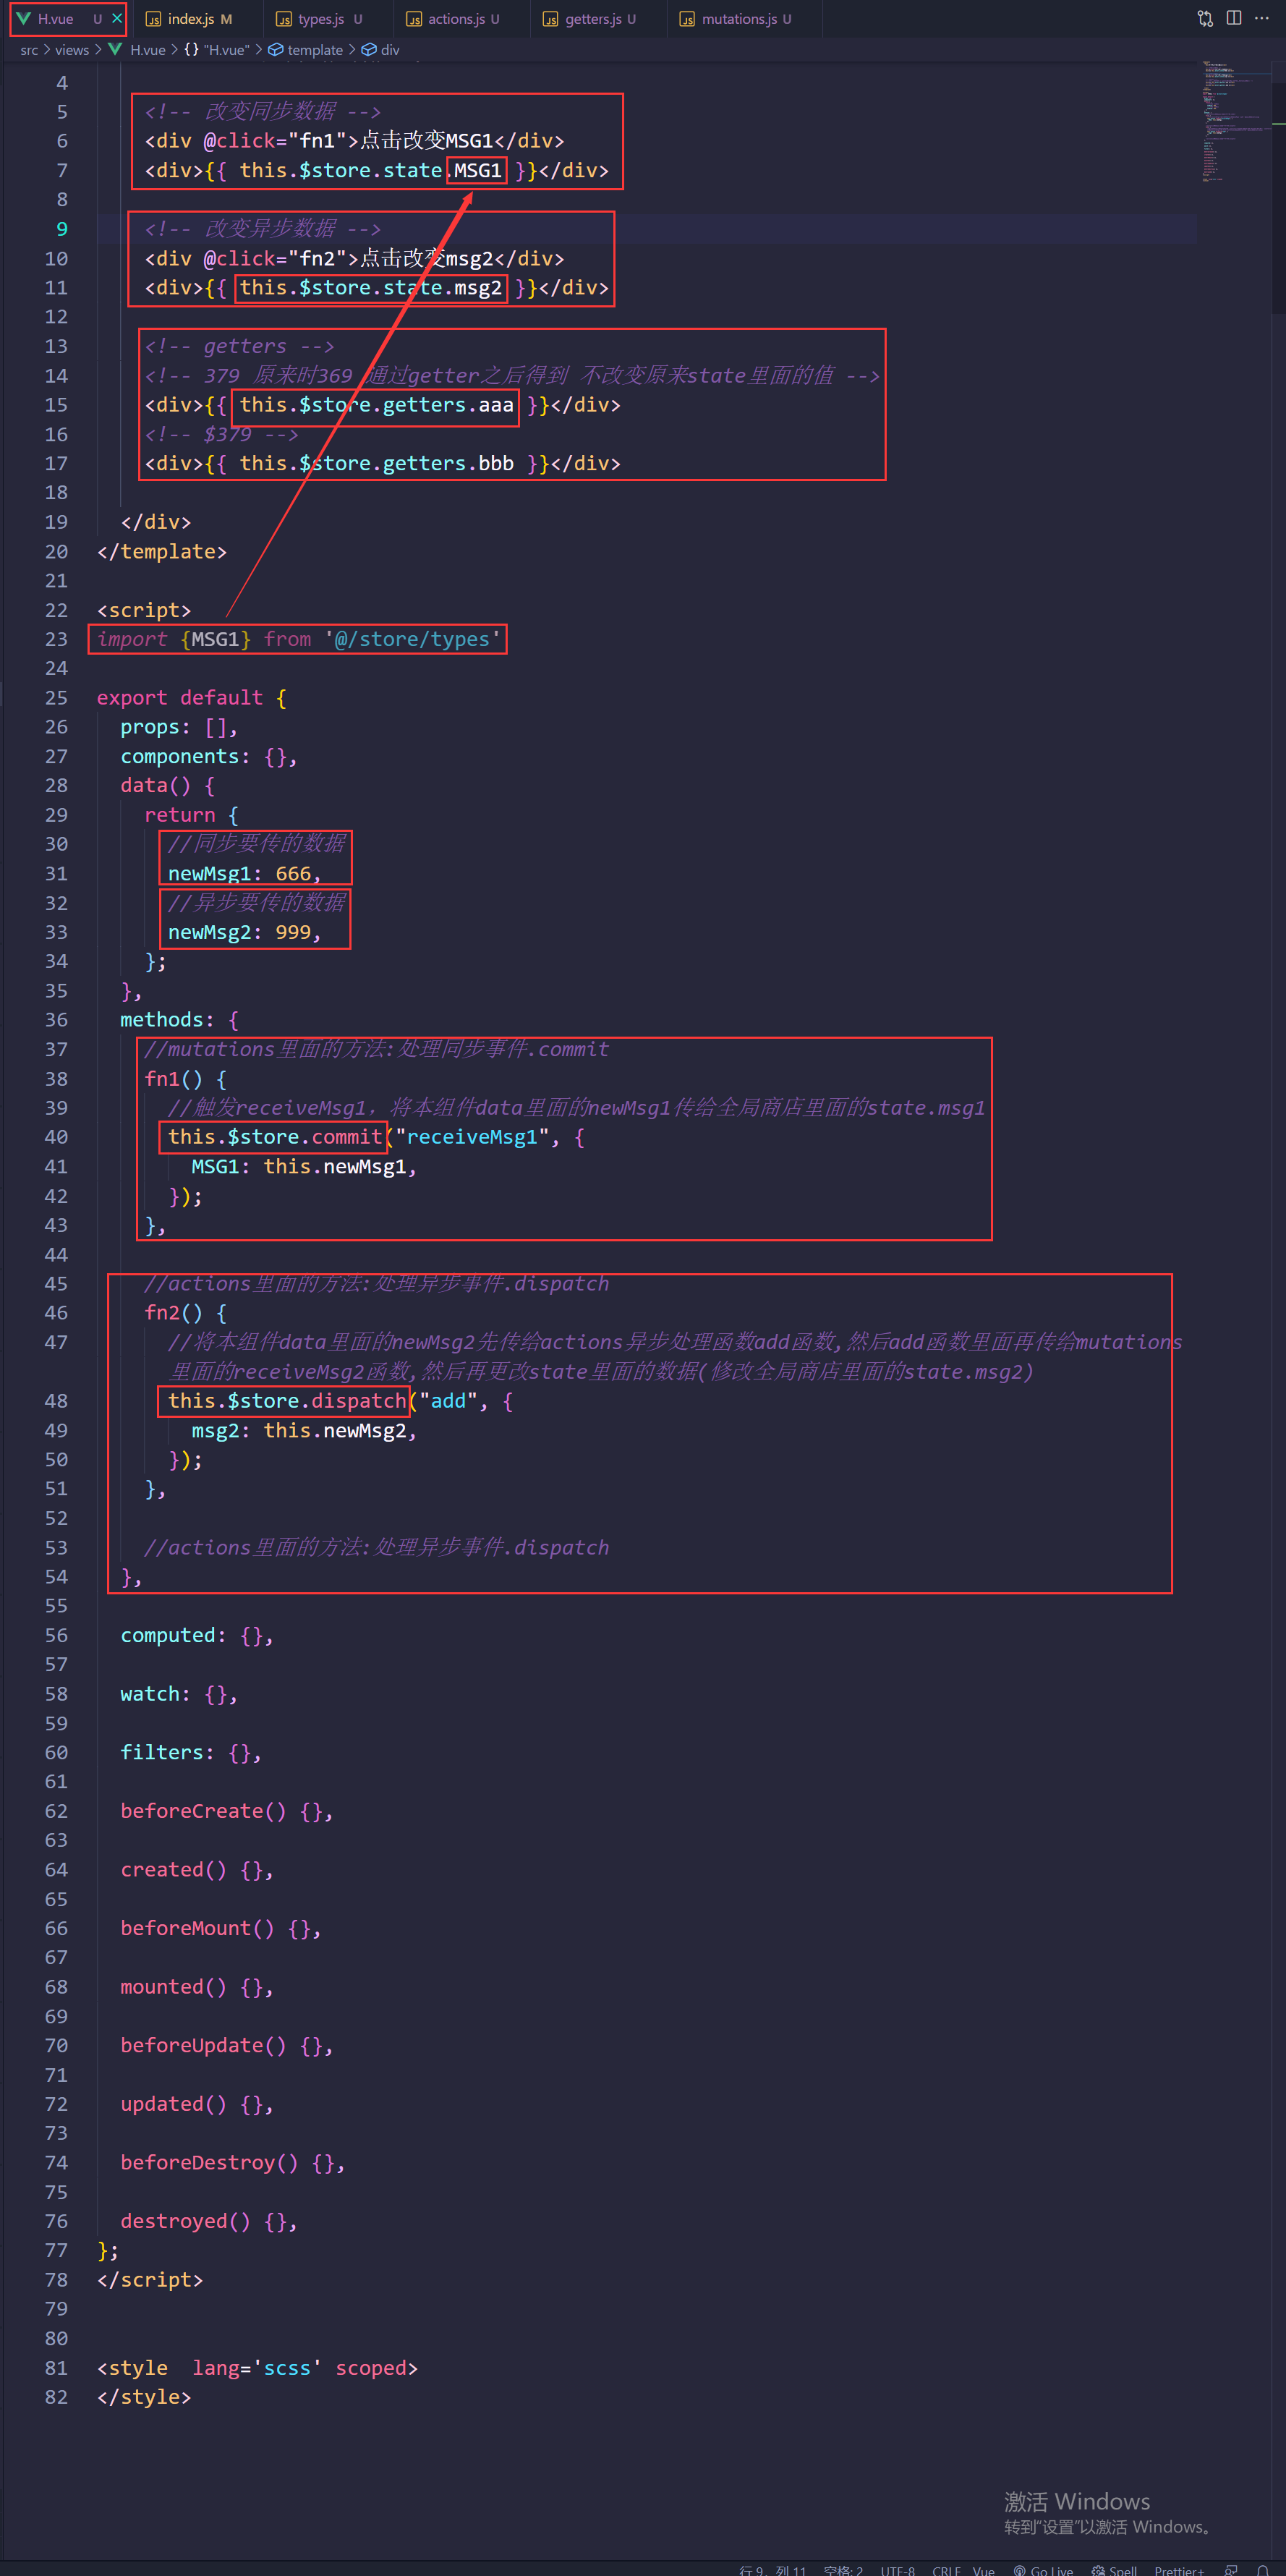 H.vue U × JS index.js M JS types.js U JS actions.js U JS getters.js U JS mutations.js U ···
src > views > H.vue > {} "H.vue" > template > div
4
5 <!-- 改变同步数据 -->
6 <div @click="fn1">点击改变MSG1</div>
7 <div>{{ this.$store.state.MSG1 }}</div>
8
9 <!-- 改变异步数据 -->
10 <div @click="fn2">点击改变msg2</div>
11 <div>{{ this.$store.state.msg2 }}</div>
12
13 <!-- getters -->
14 <!-- 379 原来时369 通过getter之后得到 不改变原来state里面的值 -->
15 <div>{{ this.$store.getters.aaa }}</div>
16 <!-- $379 -->
17 <div>{{ this.$store.getters.bbb }}</div>
18
19 </div>
20 </template>
21
22 <script>
23 import {MSG1} from '@/store/types'
24
25 export default {
26 props: [],
27 components: {},
28 data() {
29 return {
30 //同步要传的数据
31 newMsg1: 666,
32 //异步要传的数据
33 newMsg2: 999,
34 };
35 },
36 methods: {
37 //mutations里面的方法:处理同步事件.commit
38 fn1() {
39 //触发receiveMsg1，将本组件data里面的newMsg1传给全局商店里面的state.msg1
40 this.$store.commit("receiveMsg1", {
41 MSG1: this.newMsg1,
42 });
43 },
44
45 //actions里面的方法:处理异步事件.dispatch
46 fn2() {
47 //将本组件data里面的newMsg2先传给actions异步处理函数add函数,然后add函数里面再传给mutations
里面的receiveMsg2函数,然后再更改state里面的数据(修改全局商店里面的state.msg2)
48 this.$store.dispatch("add", {
49 msg2: this.newMsg2,
50 });
51 },
52
53 //actions里面的方法:处理异步事件.dispatch
54 },
55
56 computed: {},
57
58 watch: {},
59
60 filters: {},
61
62 beforeCreate() {},
63
64 created() {},
65
66 beforeMount() {},
67
68 mounted() {},
69
70 beforeUpdate() {},
71
72 updated() {},
73
74 beforeDestroy() {},
75
76 destroyed() {},
77 };
78 </script>
79
80
81 <style  lang='scss' scoped>
82 </style>
激活 Windows
转到"设置"以激活 Windows。
行 9，列 11 空格: 2 UTF-8 CRLF Vue Go Live Spell Prettier+